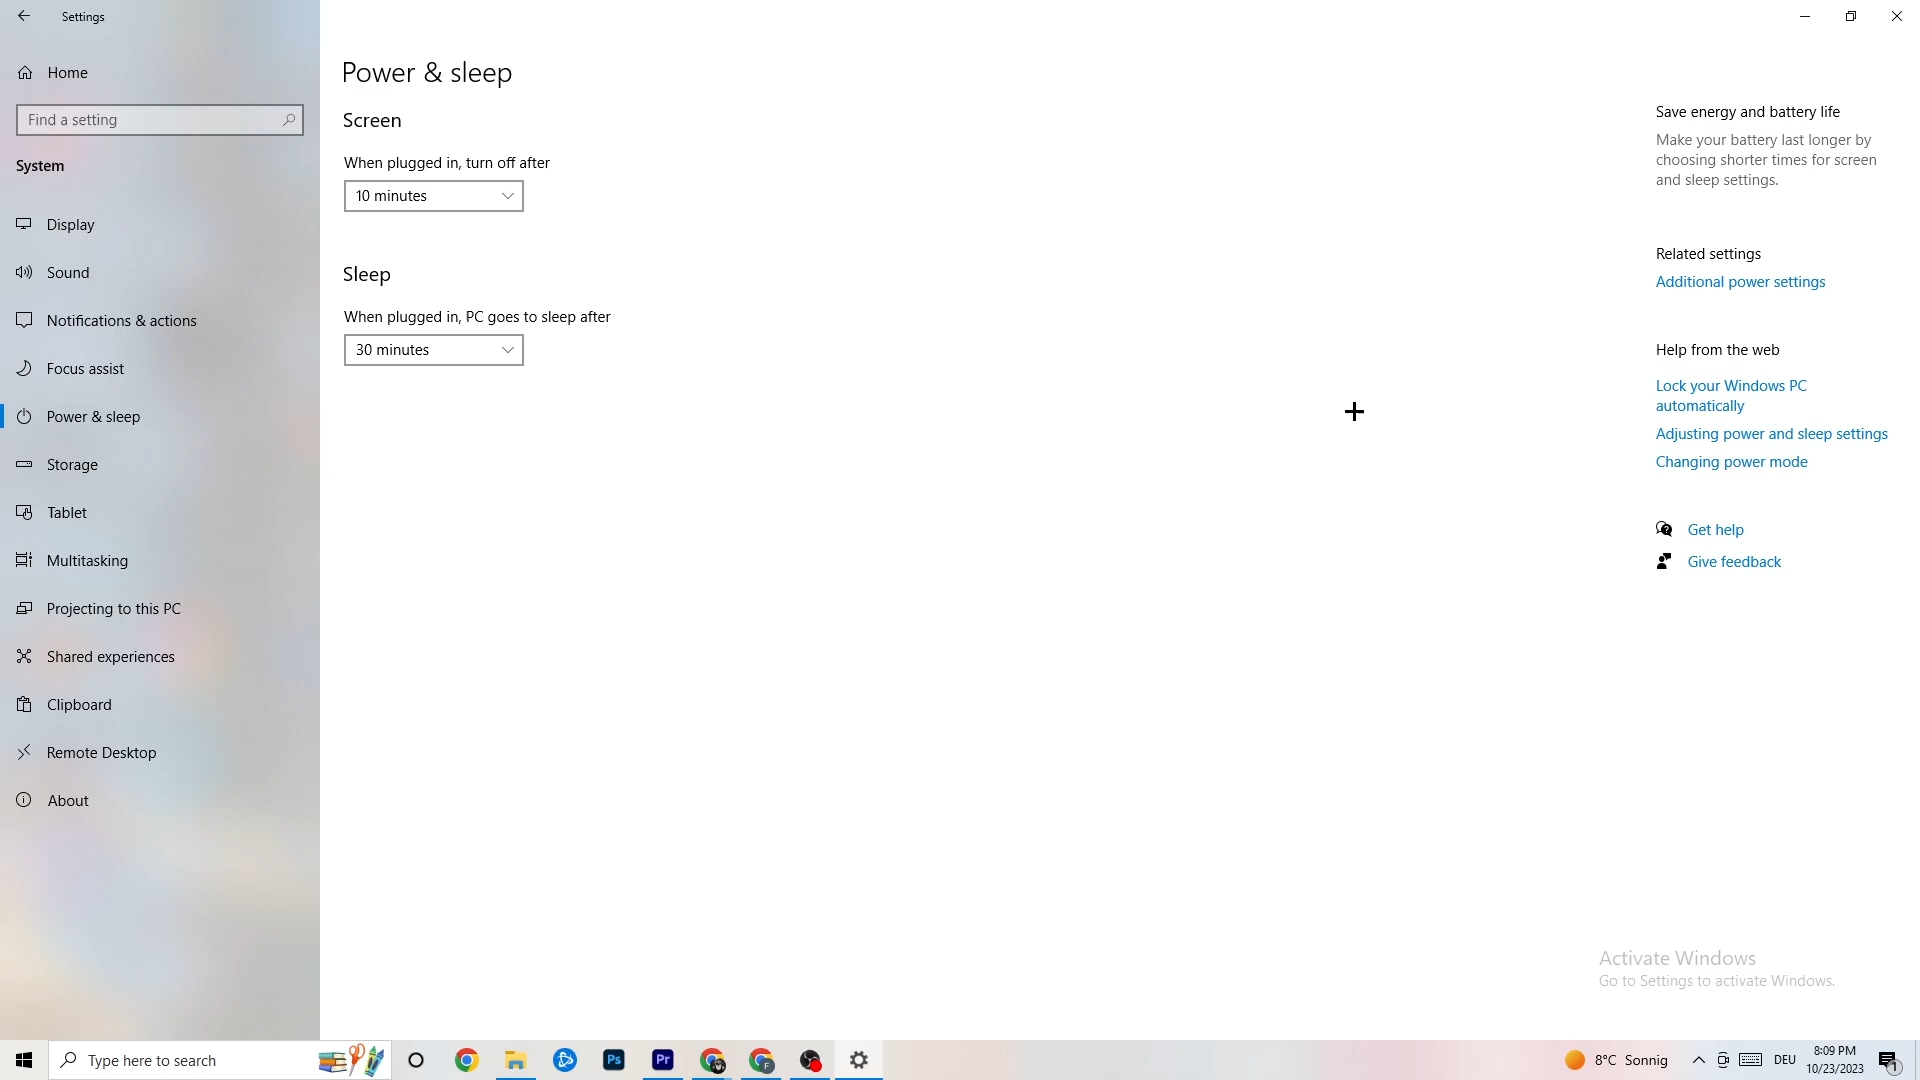 Settings
Home
Find a setting
System
Display
Sound
Notifications & actions
Focus assist
Power & sleep
Storage
Tablet
Multitasking
Projecting to this PC
Shared experiences
Clipboard
Remote Desktop
About
Power & sleep
Screen
When plugged in, turn off after
10 minutes
Sleep
When plugged in, PC goes to sleep after
30 minutes
Save energy and battery life
Make your battery last longer by
choosing shorter times for screen
and sleep settings.
Related settings
Additional power settings
Help from the web
Lock your Windows PC
automatically
Adjusting power and sleep settings
Changing power mode
Get help
Give feedback
Activate Windows
Go to Settings to activate Windows.
Type here to search
Ps
Pr
F
8°C Sonnig
DEU
8:09 PM
10/23/2023
1